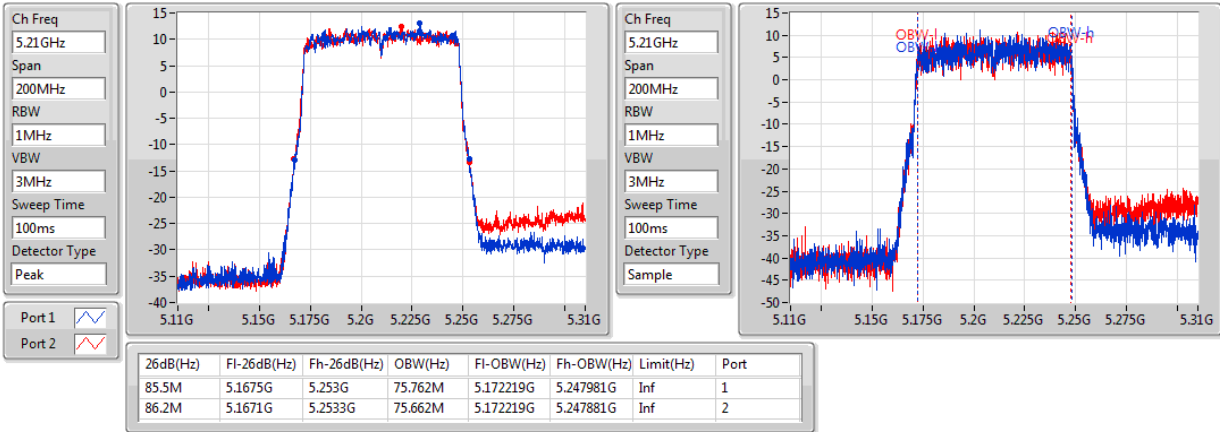 Ch Freq
5.21GHz
Span
200MHz
RBW
1MHz
VBW
3MHz
Sweep Time
100ms
Detector Type
Peak
Port 1
Port 2
15
10
5
0
-5
-10
-15
-20
-25
-30
-35
-40
5.11G 5.15G 5.175G 5.2G 5.225G 5.25G 5.275G 5.31G
Ch Freq
5.21GHz
Span
200MHz
RBW
1MHz
VBW
3MHz
Sweep Time
100ms
Detector Type
Sample
15
10
5
0
-5
-10
-15
-20
-25
-30
-35
-40
-45
-50
OBW-l
OBW-h
5.11G 5.15G 5.175G 5.2G 5.225G 5.25G 5.275G 5.31G
26dB(Hz) Fl-26dB(Hz) Fh-26dB(Hz) OBW(Hz) Fl-OBW(Hz) Fh-OBW(Hz) Limit(Hz) Port
85.5M 5.1675G 5.253G 75.762M 5.172219G 5.247981G Inf 1
86.2M 5.1671G 5.2533G 75.662M 5.172219G 5.247881G Inf 2